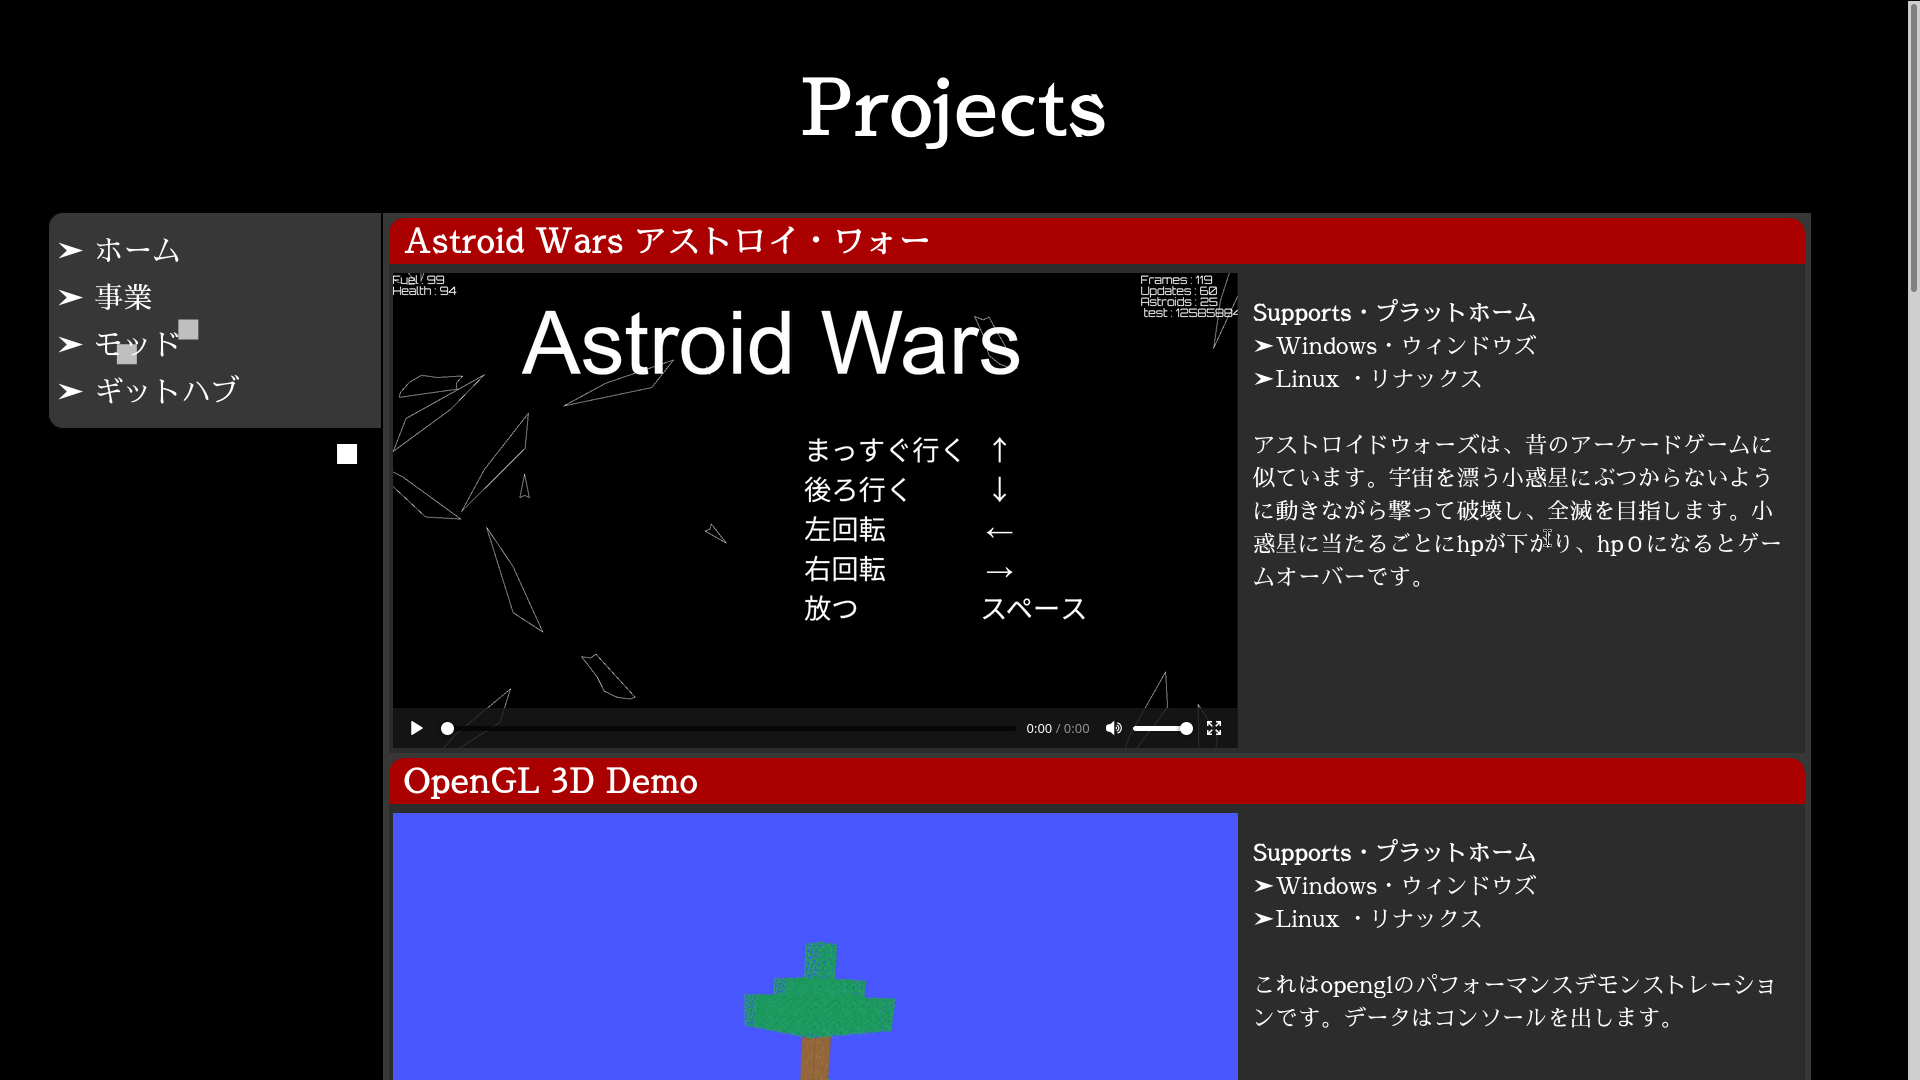 Projects
➤ ホーム
➤ 事業
➤ モッド
➤ ギットハブ
Astroid Wars アストロイ・ウォー
Fuel : 99
Health : 94
Frames : 119
Updates : 60
Astroids : 25
Astroid Wars
まっすぐ行く ↑
後ろ行く ↓
左回転 ←
右回転 →
放つ スペース
0:00 / 0:00
Supports・プラットホーム
➤Windows・ウィンドウズ
➤Linux ・リナックス
アストロイドウォーズは、昔のアーケードゲームに
似ています。宇宙を漂う小惑星にぶつからないよう
に動きながら撃って破壊し、全滅を目指します。小
惑星に当たるごとにhpが下がり、hp０になるとゲー
ムオーバーです。
OpenGL 3D Demo
Supports・プラットホーム
➤Windows・ウィンドウズ
➤Linux ・リナックス
これはopenglのパフォーマンスデモンストレーショ
ンです。データはコンソールを出します。